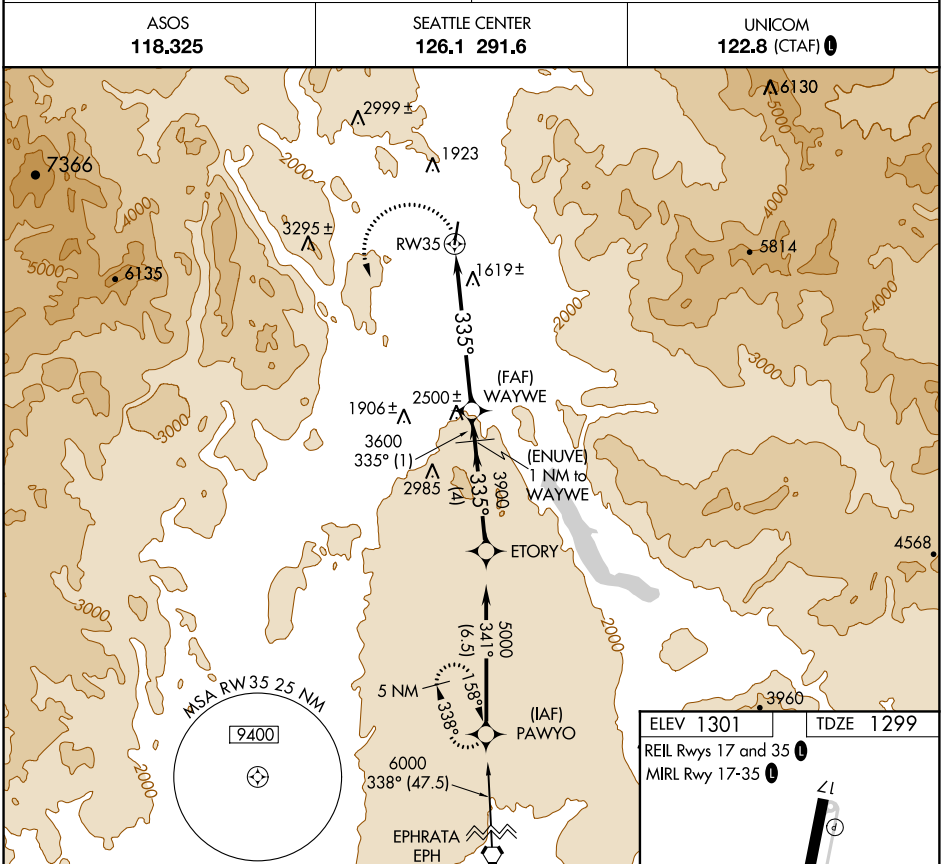 ASOS
118.325
SEATTLE CENTER
126.1 291.6
UNICOM
122.8 (CTAF) L
6130
5000
2999 ±
1923
2000
7366
4000
4000
3295 ±
RW35
5814
5000
6135
1619 ±
4000
335°
2000
3000
(FAF)
WAYWE
2500 ±
1906 ±
3000
3600
335° (1)
(ENUVE)
1 NM to
WAYWE
2985
3900
335°
(4)
ETORY
4568
3000
2000
5000
341°
(6.5)
MSA RW35 25 NM
9400
5 NM
158°
338°
(IAF)
PAWYO
3960
2000
6000
338° (47.5)
EPHRATA
EPH
ELEV 1301
TDZE 1299
REIL Rwys 17 and 35 L
MIRL Rwy 17-35 L
17
P